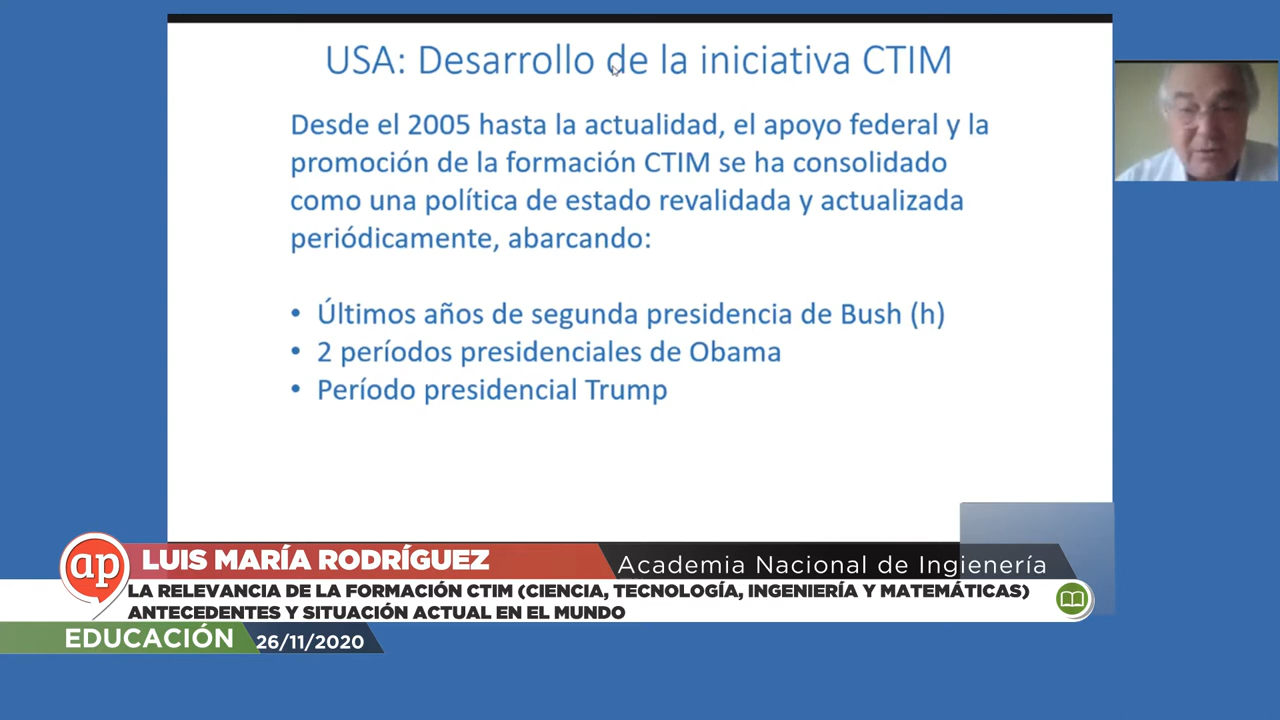 USA: Desarrollo de la iniciativa CTIM
Desde el 2005 hasta la actualidad, el apoyo federal y la
promoción de la formación CTIM se ha consolidado
como una política de estado revalidada y actualizada
periódicamente, abarcando:
• Últimos años de segunda presidencia de Bush (h)
• 2 períodos presidenciales de Obama
• Período presidencial Trump
ap
LUIS MARÍA RODRÍGUEZ
Academia Nacional de Ingienería
LA RELEVANCIA DE LA FORMACIÓN CTIM (CIENCIA, TECNOLOGÍA, INGENIERÍA Y MATEMÁTICAS)
ANTECEDENTES Y SITUACIÓN ACTUAL EN EL MUNDO
EDUCACIÓN
26/11/2020